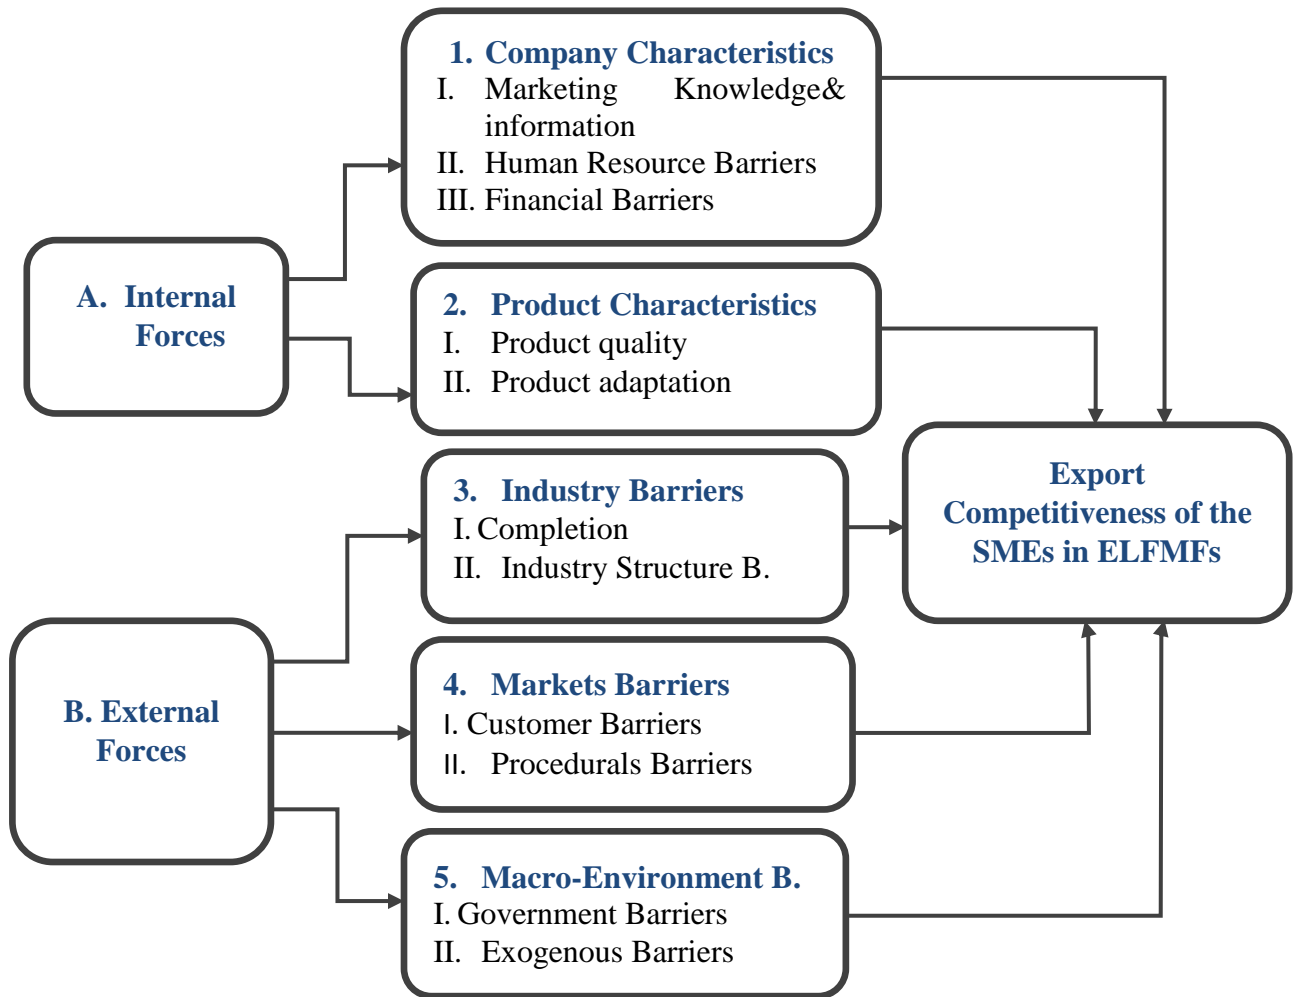 1. Company Characteristics
I. Marketing Knowledge&
information
II. Human Resource Barriers
III. Financial Barriers
A. Internal
Forces
2. Product Characteristics
I. Product quality
II. Product adaptation
3. Industry Barriers
I. Completion
II. Industry Structure B.
Export
Competitiveness of the
SMEs in ELFMFs
B. External
Forces
4. Markets Barriers
I. Customer Barriers
II. Procedurals Barriers
5. Macro-Environment B.
I. Government Barriers
II. Exogenous Barriers